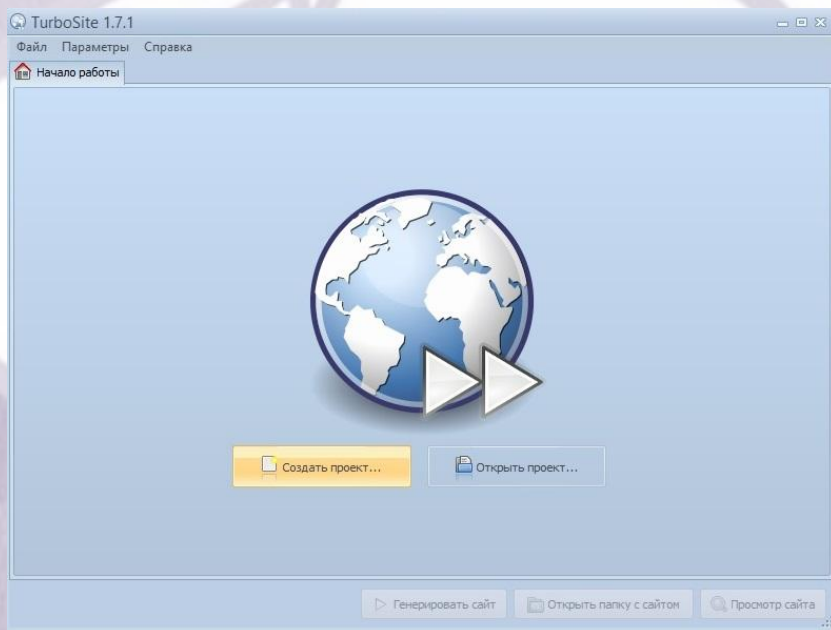 TurboSite 1.7.1
Файл Параметры Справка
Начало работы
Создать проект... Открыть проект...
Генерировать сайт Открыть папку с сайтом Просмотр сайта